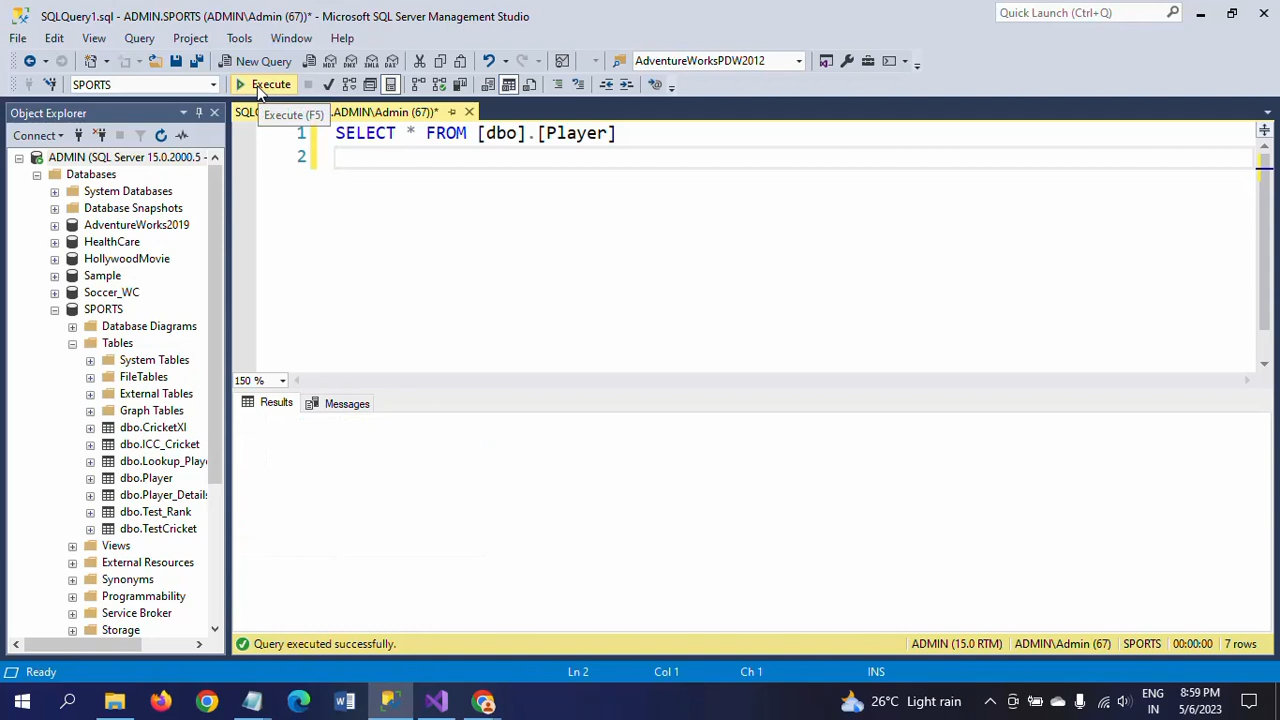 SQLQuery1.sql - ADMIN.SPORTS (ADMIN\Admin (67))* - Microsoft SQL Server Management Studio
Quick Launch (Ctrl+Q)
File Edit View Query Project Tools Window Help
New Query MDX DMX XMLA DAX AdventureWorksPDW2012
SPORTS Execute
Execute (F5)
Object Explorer
SQLQ .ADMIN\Admin (67))*
Connect
1 SELECT * FROM [dbo].[Player]
2
ADMIN (SQL Server 15.0.2000.5 -
Databases
System Databases
Database Snapshots
AdventureWorks2019
HealthCare
HollywoodMovie
Sample
Soccer_WC
SPORTS
Database Diagrams
Tables
System Tables
FileTables
External Tables
Graph Tables
dbo.CricketXI
dbo.ICC_Cricket
dbo.Lookup_Playe
dbo.Player
dbo.Player_Details
dbo.Test_Rank
dbo.TestCricket
Views
External Resources
Synonyms
Programmability
Service Broker
Storage
150 %
Results Messages
Query executed successfully. ADMIN (15.0 RTM) ADMIN\Admin (67) SPORTS 00:00:00 7 rows
Ready Ln 2 Col 1 Ch 1 INS
26°C Light rain
ENG
IN
8:59 PM
5/6/2023